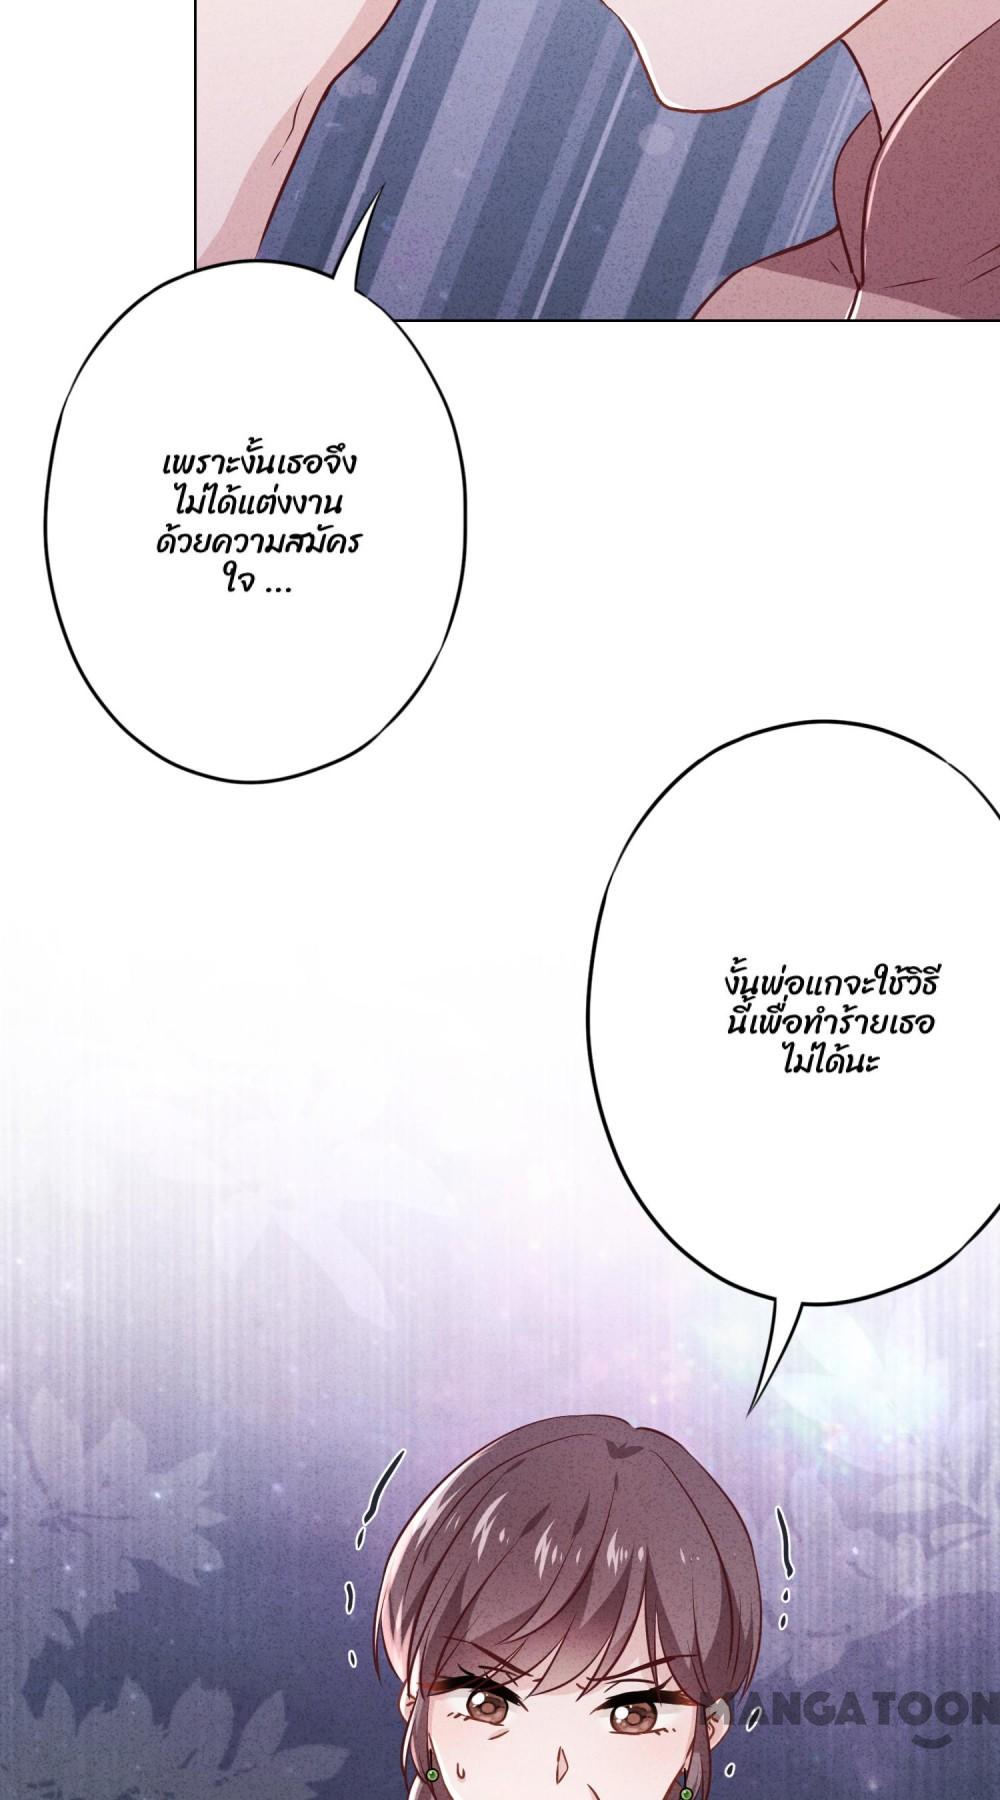 เพราะงั้นเธอจึง
ไม่ได้แต่งงาน
ด้วยความสมัคร
ใจ ...
งั้นพ่อแกจะใช้วิธี
นี้เพื่อทำร้ายเธอ
ไม่ได้นะ
MANGATOON